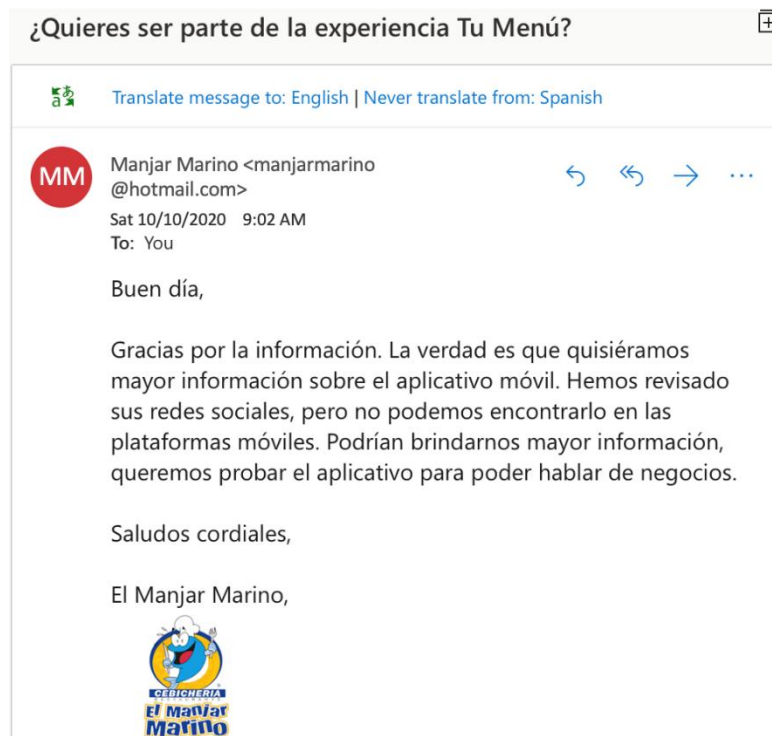 ¿Quieres ser parte de la experiencia Tu Menú?
Translate message to: English | Never translate from: Spanish
MM
Manjar Marino <manjarmarino
@hotmail.com>
Sat 10/10/2020 9:02 AM
To: You
Buen día,
Gracias por la información. La verdad es que quisiéramos
mayor información sobre el aplicativo móvil. Hemos revisado
sus redes sociales, pero no podemos encontrarlo en las
plataformas móviles. Podrían brindarnos mayor información,
queremos probar el aplicativo para poder hablar de negocios.
Saludos cordiales,
El Manjar Marino,
CEBICHERIA
El Manjar
Marino